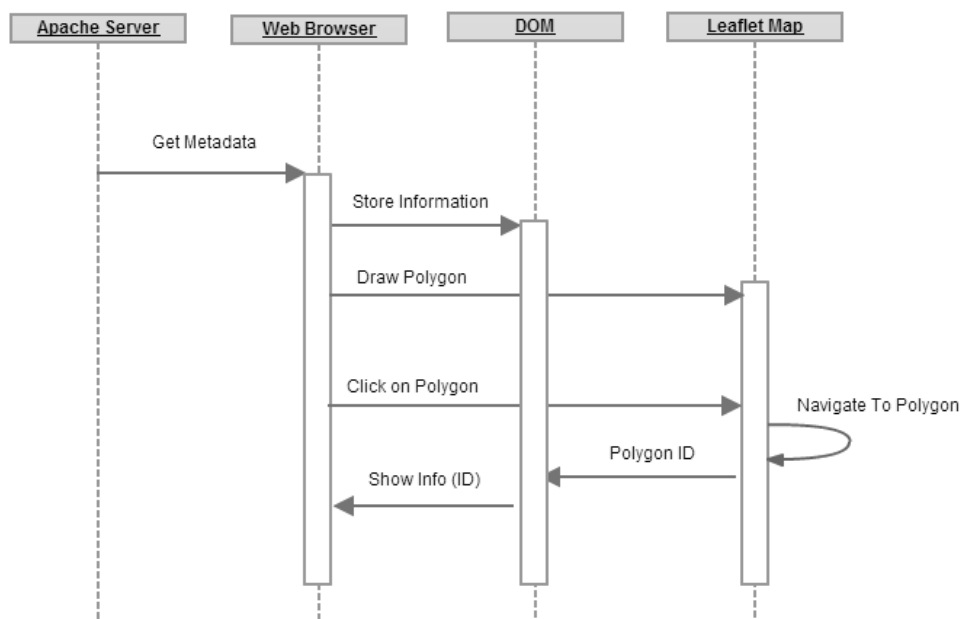 Apache Server
Web Browser
DOM
Leaflet Map
Get Metadata
Store Information
Draw Polygon
Click on Polygon
Navigate To Polygon
Polygon ID
Show Info (ID)